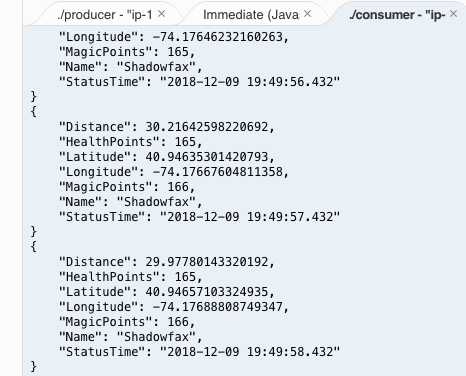 ./producer - "ip-1 ×
Immediate (Java ×
./consumer - "ip- ×
"Longitude": -74.17646232160263,
"MagicPoints": 165,
"Name": "Shadowfax",
"StatusTime": "2018-12-09 19:49:56.432"
}
{
"Distance": 30.21642598220692,
"HealthPoints": 165,
"Latitude": 40.94635301420793,
"Longitude": -74.17667604811358,
"MagicPoints": 166,
"Name": "Shadowfax",
"StatusTime": "2018-12-09 19:49:57.432"
}
{
"Distance": 29.97780143320192,
"HealthPoints": 165,
"Latitude": 40.94657103324935,
"Longitude": -74.17688808749347,
"MagicPoints": 166,
"Name": "Shadowfax",
"StatusTime": "2018-12-09 19:49:58.432"
}